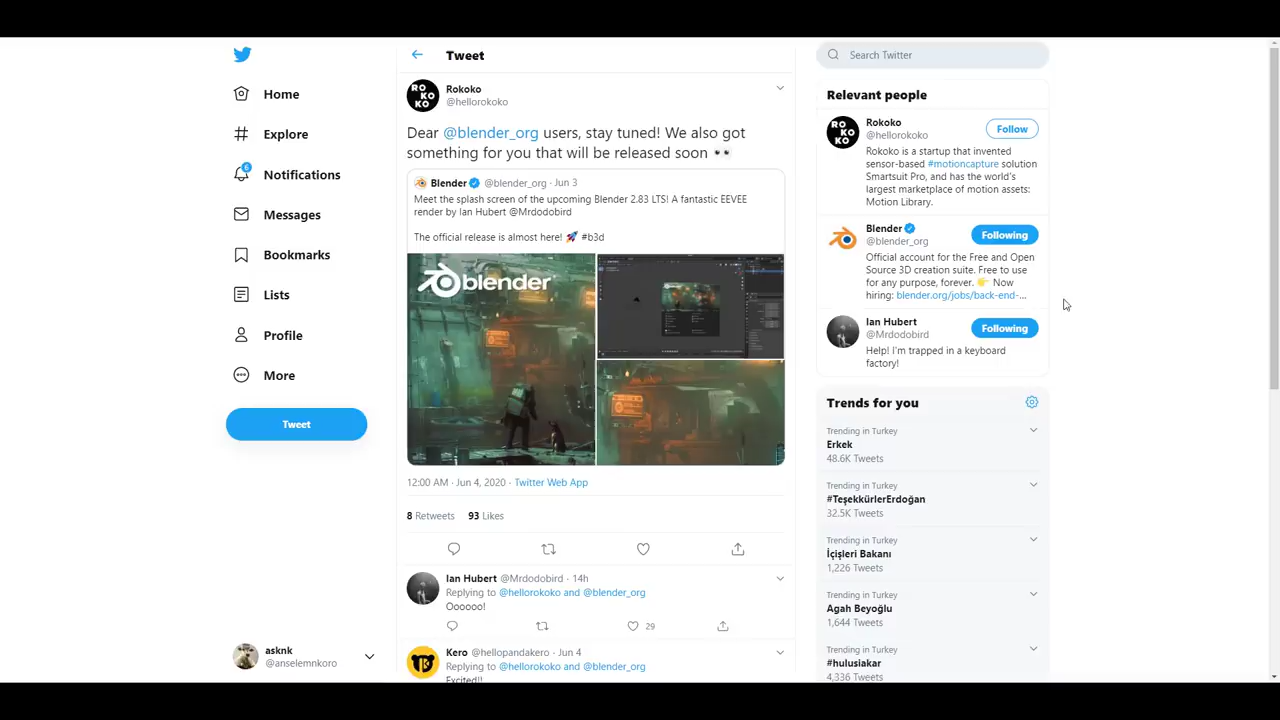 Home
Explore
6
Notifications
Messages
Bookmarks
Lists
Profile
More
Tweet
asknk
@anselemnkoro
Tweet
RO
KO
KO
Rokoko
@hellorokoko
Dear @blender_org users, stay tuned! We also got
something for you that will be released soon 👀
Blender @blender_org · Jun 3
Meet the splash screen of the upcoming Blender 2.83 LTS! A fantastic EEVEE
render by Ian Hubert @Mrdodobird
The official release is almost here! 🚀 #b3d
blender
12:00 AM · Jun 4, 2020 · Twitter Web App
8 Retweets 93 Likes
Ian Hubert @Mrdodobird · 14h
Replying to @hellorokoko and @blender_org
Oooooo!
29
Kero @hellopandakero · Jun 4
Replying to @hellorokoko and @blender_org
Excited!!
Search Twitter
Relevant people
RO
KO
KO
Rokoko
@hellorokoko
Follow
Rokoko is a startup that invented
sensor-based #motioncapture solution
Smartsuit Pro, and has the world's
largest marketplace of motion assets:
Motion Library.
Blender
@blender_org
Following
Official account for the Free and Open
Source 3D creation suite. Free to use
for any purpose, forever. 👉 Now
hiring: blender.org/jobs/back-end-...
Ian Hubert
@Mrdodobird
Following
Help! I'm trapped in a keyboard
factory!
Trends for you
Trending in Turkey
Erkek
48.6K Tweets
Trending in Turkey
#TeşekkürlerErdoğan
32.5K Tweets
Trending in Turkey
İçişleri Bakanı
1,226 Tweets
Trending in Turkey
Agah Beyoğlu
1,644 Tweets
Trending in Turkey
#hulusiakar
4,336 Tweets